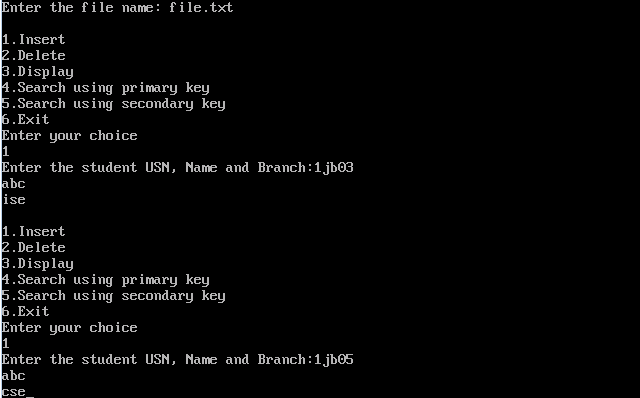 Enter the file name: file.txt
1.Insert
2.Delete
3.Display
4.Search using primary key
5.Search using secondary key
6.Exit
Enter your choice
1
Enter the student USN, Name and Branch:1jb03
abc
ise
1.Insert
2.Delete
3.Display
4.Search using primary key
5.Search using secondary key
6.Exit
Enter your choice
1
Enter the student USN, Name and Branch:1jb05
abc
cse_